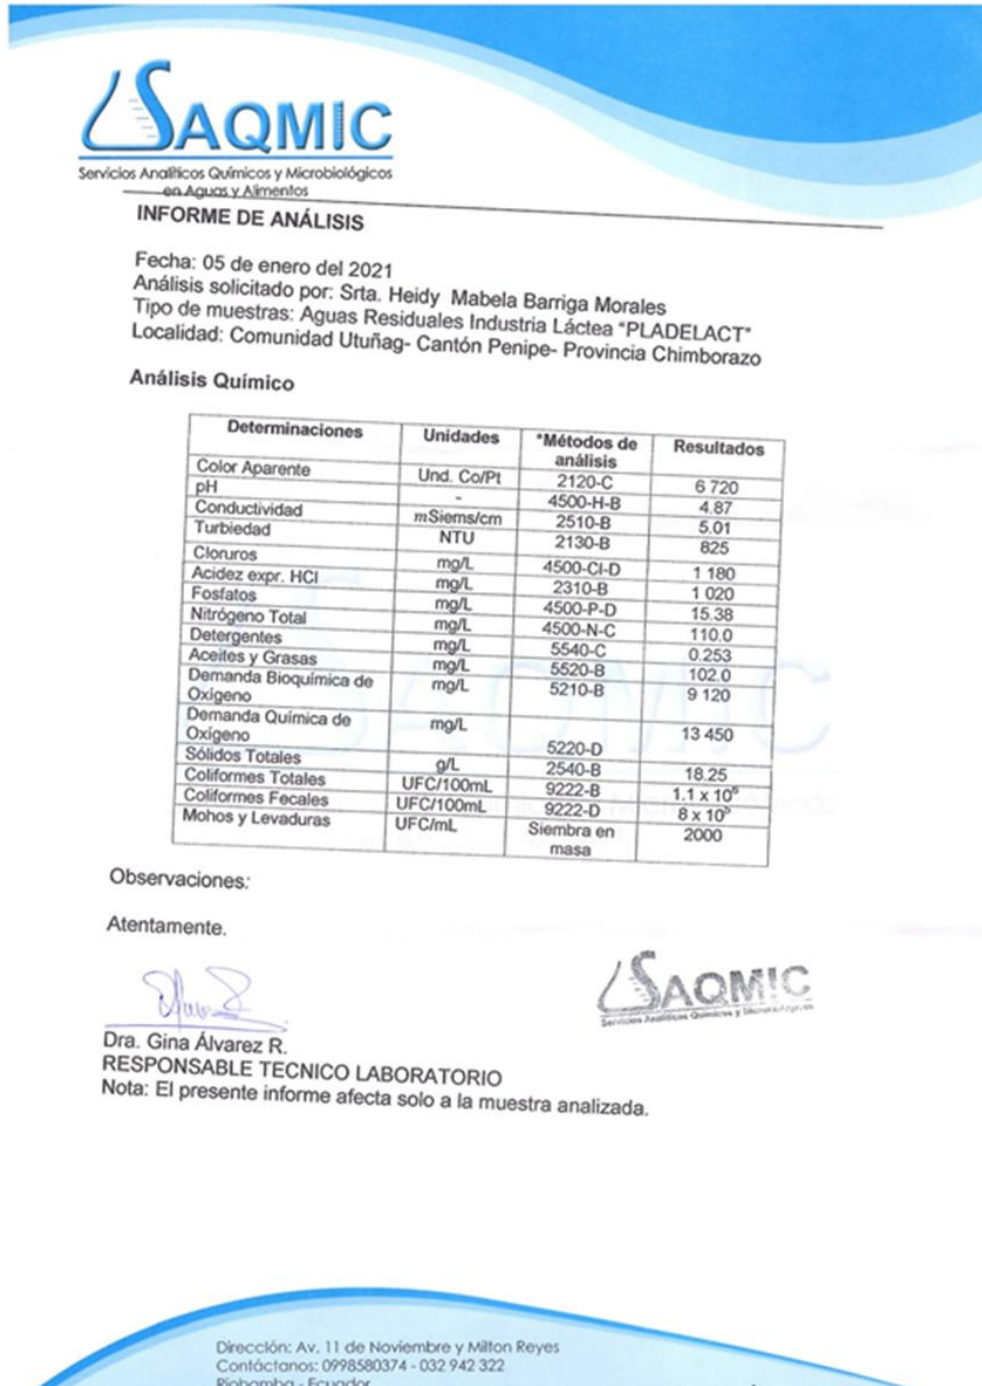 SAQMIC
Servicios Analíticos Químicos y Microbiológicos
en Aguas y Alimentos
INFORME DE ANÁLISIS
Fecha: 05 de enero del 2021
Análisis solicitado por: Srta. Heidy Mabela Barriga Morales
Tipo de muestras: Aguas Residuales Industria Láctea "PLADELACT"
Localidad: Comunidad Utuñag- Cantón Penipe- Provincia Chimborazo
Análisis Químico
Determinaciones Unidades *Métodos de análisis Resultados
Color Aparente Und. Co/Pt 2120-C 6 720
pH - 4500-H-B 4.87
Conductividad mSiems/cm 2510-B 5.01
Turbiedad NTU 2130-B 825
Cloruros mg/L 4500-Cl-D 1 180
Acidez expr. HCl mg/L 2310-B 1 020
Fosfatos mg/L 4500-P-D 15.38
Nitrógeno Total mg/L 4500-N-C 110.0
Detergentes mg/L 5540-C 0.253
Aceites y Grasas mg/L 5520-B 102.0
Demanda Bioquímica de Oxígeno mg/L 5210-B 9 120
Demanda Química de Oxígeno mg/L 5220-D 13 450
Sólidos Totales g/L 2540-B 18.25
Coliformes Totales UFC/100mL 9222-B 1.1 x 10
Coliformes Fecales UFC/100mL 9222-D 8 x 10
Mohos y Levaduras UFC/mL Siembra en masa 2000
Observaciones:
Atentamente.
SAQMIC
Servicios Analíticos Químicos y Microbiológicos
Dra. Gina Álvarez R.
RESPONSABLE TECNICO LABORATORIO
Nota: El presente informe afecta solo a la muestra analizada.
Dirección: Av. 11 de Noviembre y Milton Reyes
Contáctanos: 0998580374 - 032 942 322
Riobamba - Ecuador